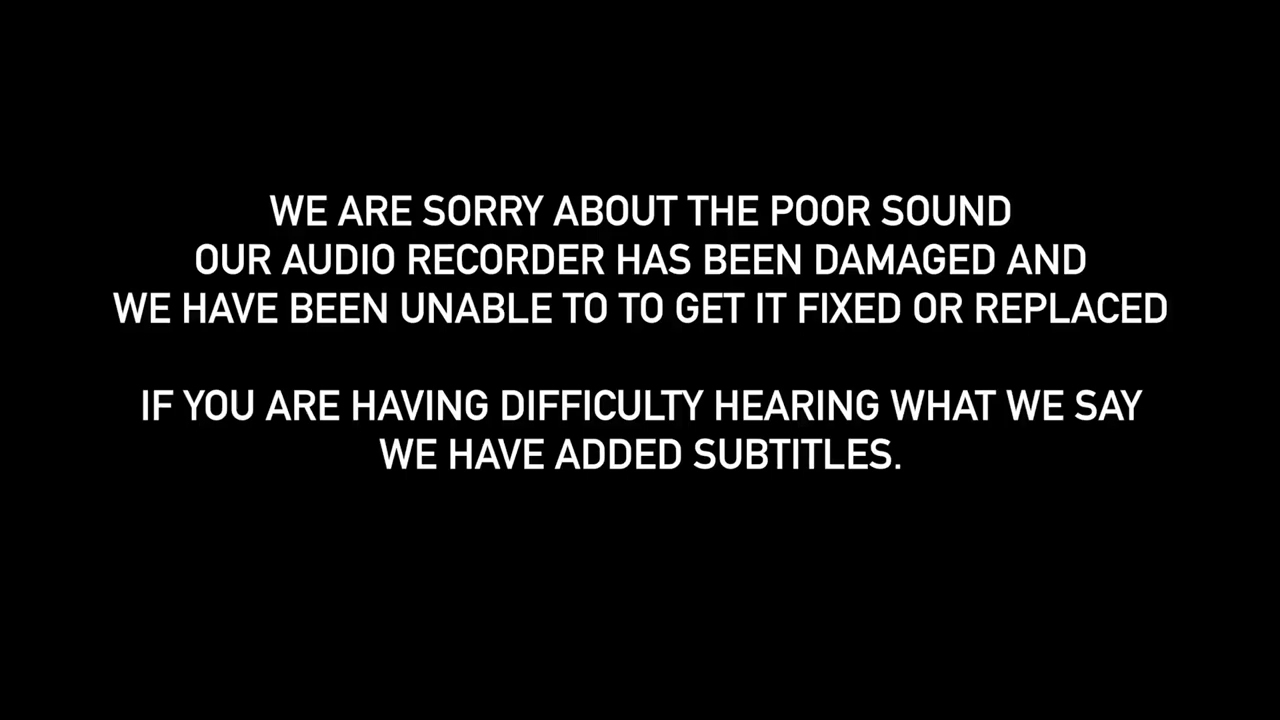 WE ARE SORRY ABOUT THE POOR SOUND
OUR AUDIO RECORDER HAS BEEN DAMAGED AND
WE HAVE BEEN UNABLE TO TO GET IT FIXED OR REPLACED
IF YOU ARE HAVING DIFFICULTY HEARING WHAT WE SAY
WE HAVE ADDED SUBTITLES.